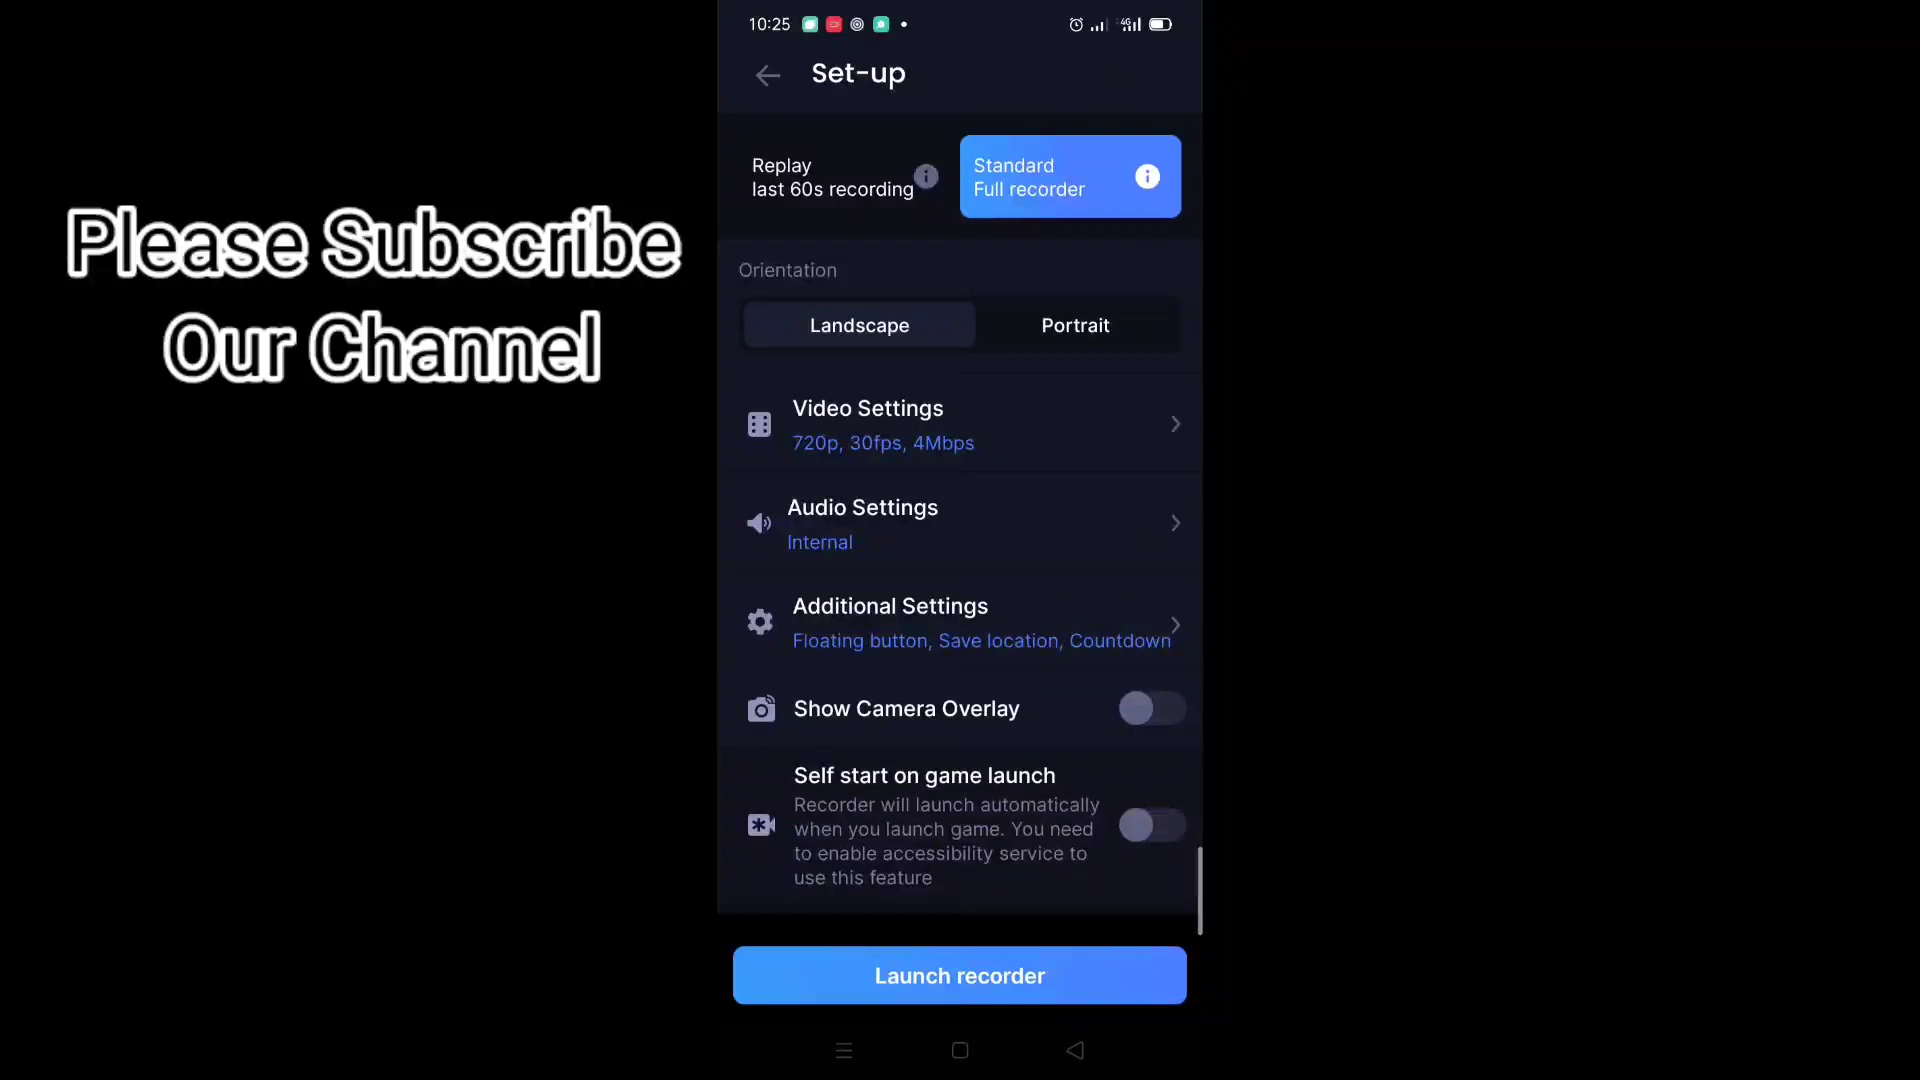 10:25
4G
Set-up
Replay
last 60s recording
Standard
Full recorder
Please Subscribe
Our Channel
Orientation
Landscape
Portrait
Video Settings
720p, 30fps, 4Mbps
Audio Settings
Internal
Additional Settings
Floating button, Save location, Countdown
Show Camera Overlay
Self start on game launch
Recorder will launch automatically
when you launch game. You need
to enable accessibility service to
use this feature
Launch recorder